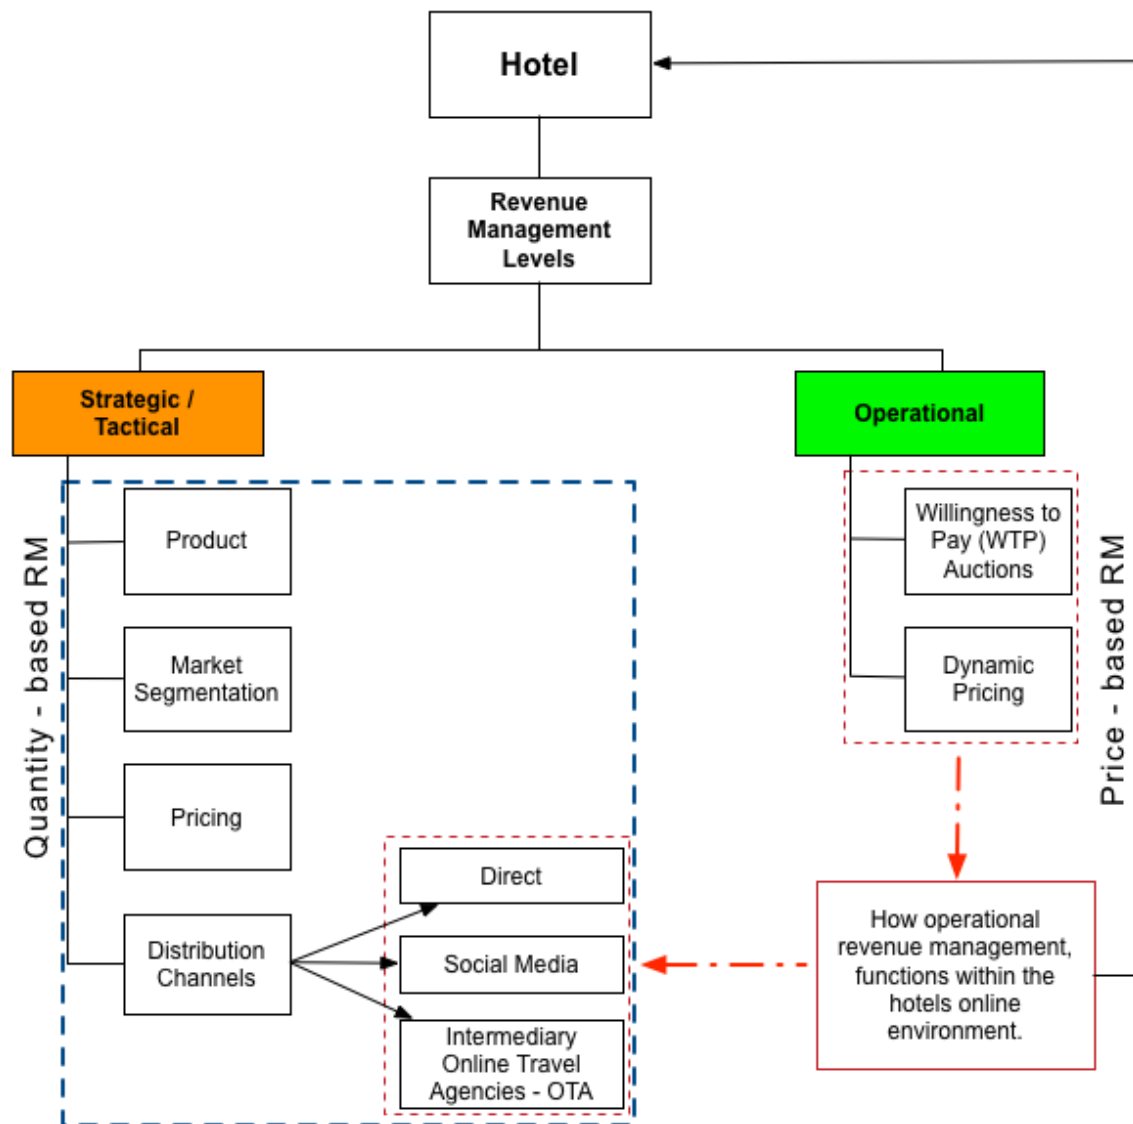 Hotel
Revenue
Management
Levels
Strategic /
Tactical
Operational
Quantity - based RM
Product
Market
Segmentation
Pricing
Distribution
Channels
Direct
Social Media
Intermediary
Online Travel
Agencies - OTA
Willingness to
Pay (WTP)
Auctions
Dynamic
Pricing
Price - based RM
How operational
revenue management,
functions within the
hotels online
environment.